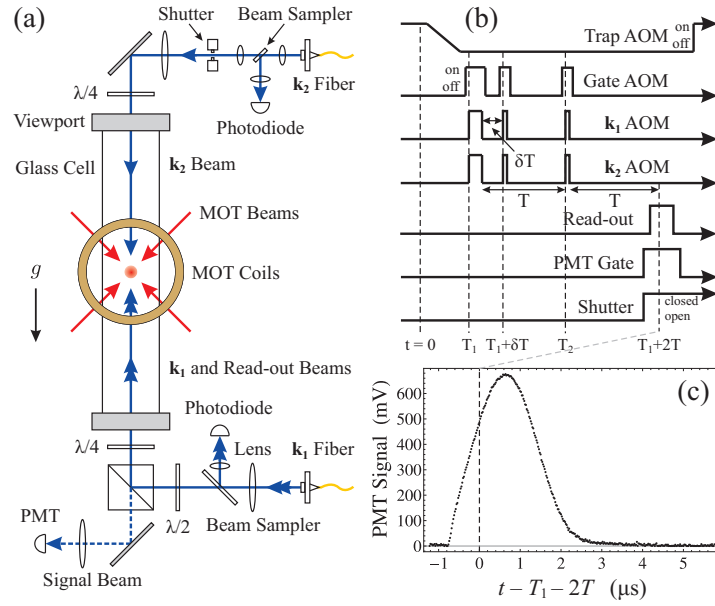 (a)
Shutter
Beam Sampler
k₂ Fiber
λ/4
Photodiode
Viewport
Glass Cell
k₂ Beam
MOT Beams
MOT Coils
g
k₁ and Read-out Beams
Photodiode
λ/4
Lens
k₁ Fiber
λ/2
Beam Sampler
PMT
Signal Beam
(b)
on
off
Trap AOM
on
off
Gate AOM
k₁ AOM
δT
k₂ AOM
T
T
Read-out
PMT Gate
Shutter
closed
open
t = 0
T₁
T₁+δT
T₂
T₁+2T
(c)
PMT Signal (mV)
600
500
400
300
200
100
0
−1
0
1
2
3
4
5
t − T₁ − 2T (μs)